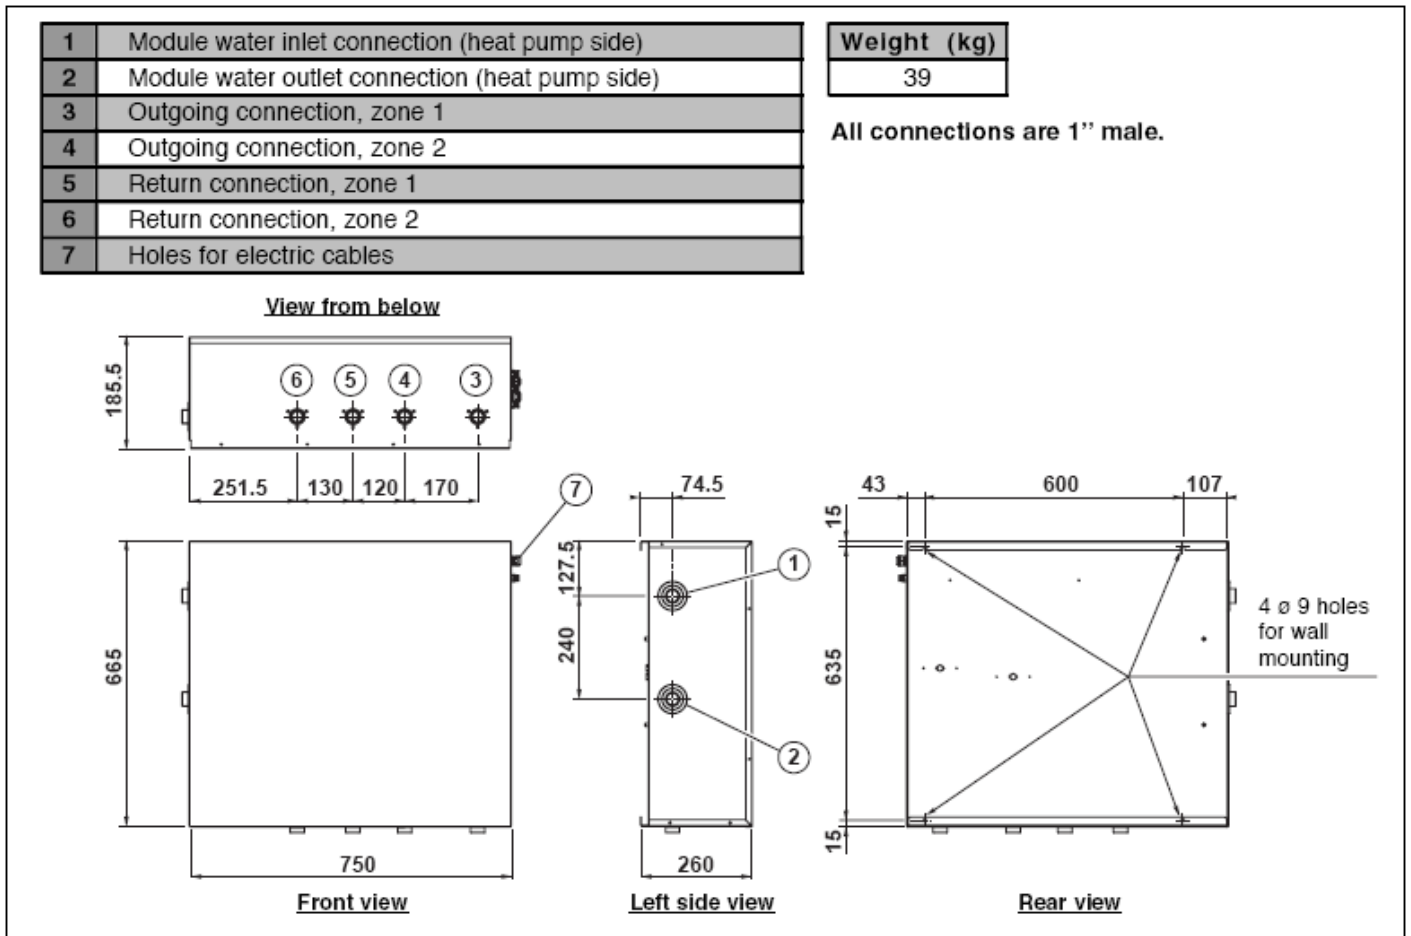 1 Module water inlet connection (heat pump side)
2 Module water outlet connection (heat pump side)
3 Outgoing connection, zone 1
4 Outgoing connection, zone 2
5 Return connection, zone 1
6 Return connection, zone 2
7 Holes for electric cables
Weight (kg)
39
All connections are 1’’ male.
View from below
185.5
6 5 4 3
251.5 130 120 170
7
665
750
Front view
74.5
127.5
240
1
2
260
Left side view
43 600 107
15
635
15
4 ø 9 holes
for wall
mounting
Rear view